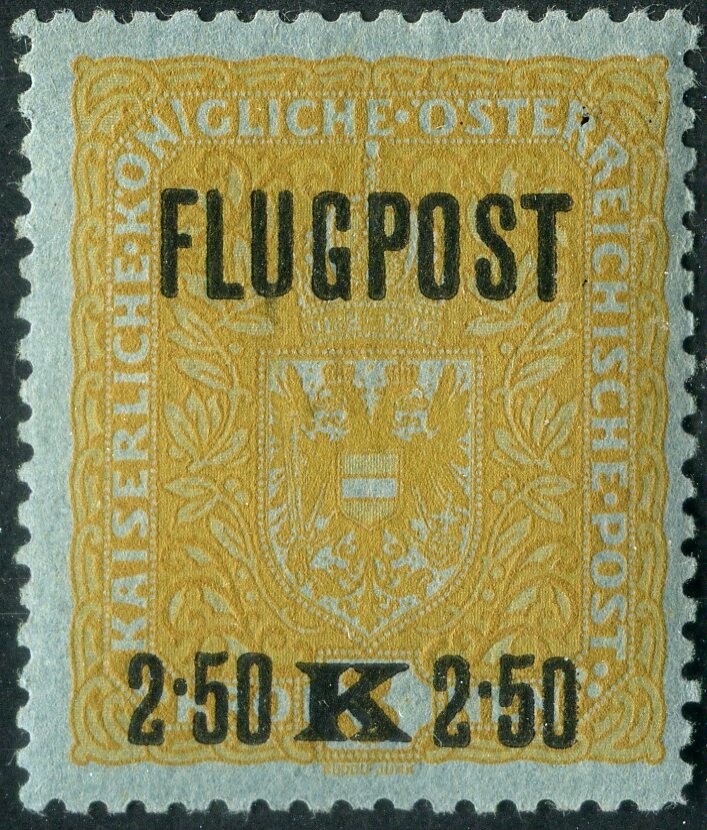 KAISERLICHE·KÖNIGLICHE·ÖSTERREICHISCHE·POST·
FLUGPOST
2·50 K 2·50